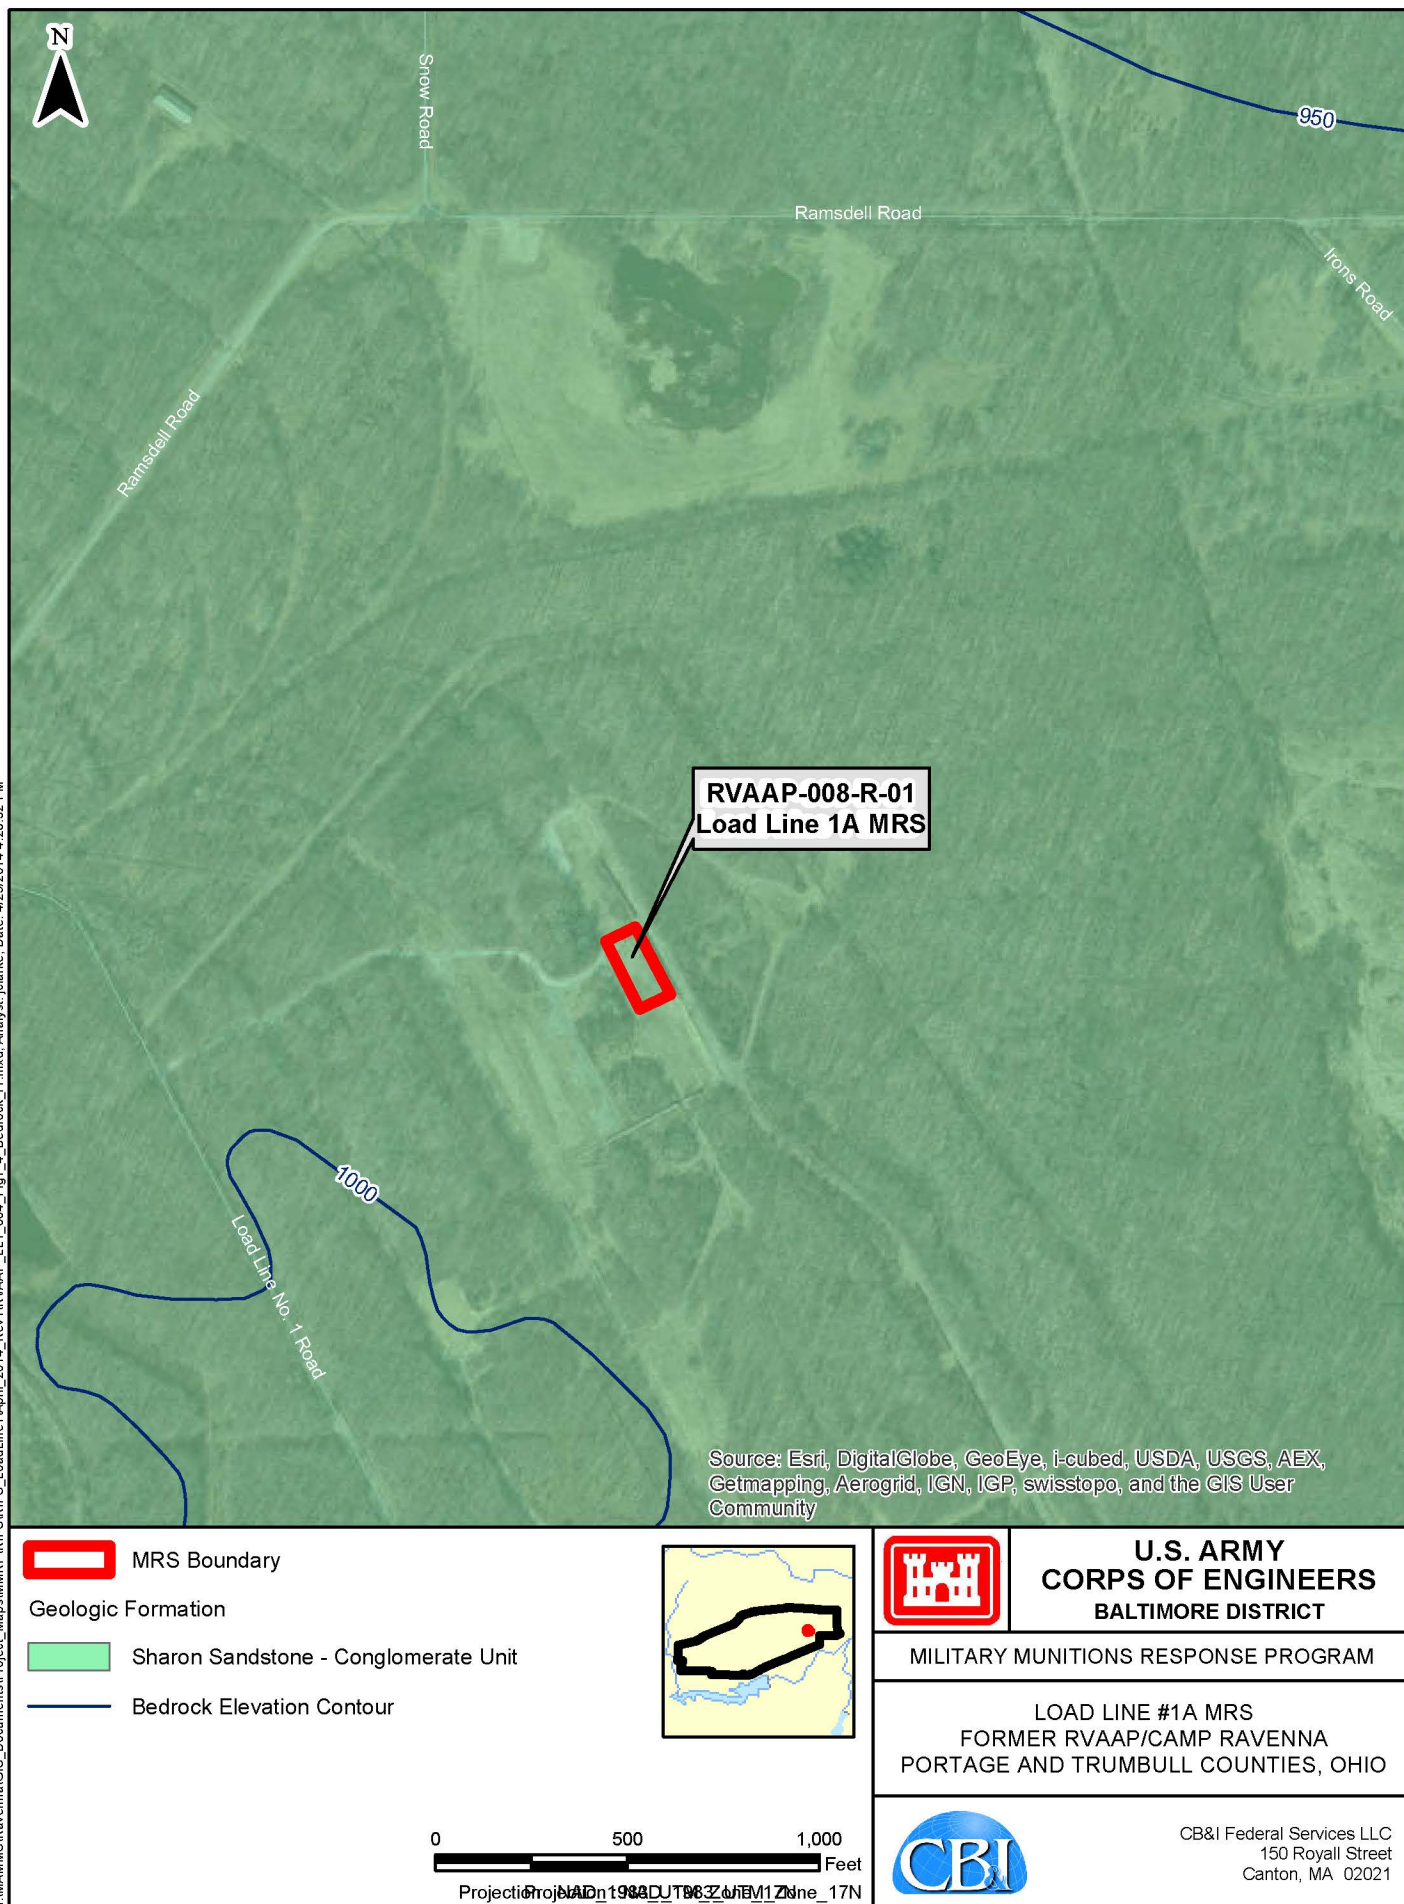 N
Snow Road
950
Ramsdell Road
Irons Road
Ramsdell Road
RVAAP-008-R-01
Load Line 1A MRS
1000
Load Line No. 1 Road
Source: Esri, DigitalGlobe, GeoEye, i-cubed, USDA, USGS, AEX,
Getmapping, Aerogrid, IGN, IGP, swisstopo, and the GIS User
Community
MRS Boundary
Geologic Formation
Sharon Sandstone - Conglomerate Unit
Bedrock Elevation Contour
0 500 1,000
Feet
U.S. ARMY
CORPS OF ENGINEERS
BALTIMORE DISTRICT
MILITARY MUNITIONS RESPONSE PROGRAM
LOAD LINE #1A MRS
FORMER RVAAP/CAMP RAVENNA
PORTAGE AND TRUMBULL COUNTIES, OHIO
CB&I
CB&I Federal Services LLC
150 Royall Street
Canton, MA 02021